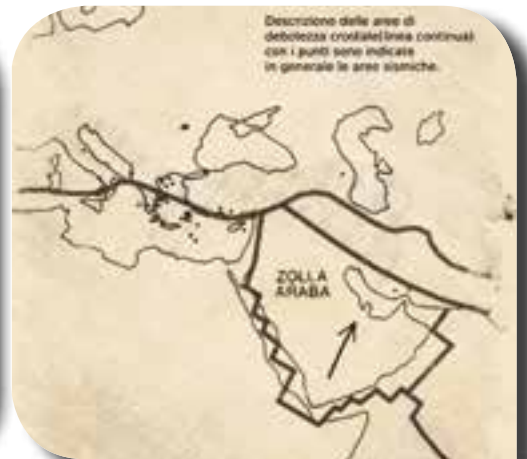 Descrizione delle aree di
debolezza crostale(linea continua)
con i punti sono indicate
in generale le aree sismiche.
ZOLLA
ARABA